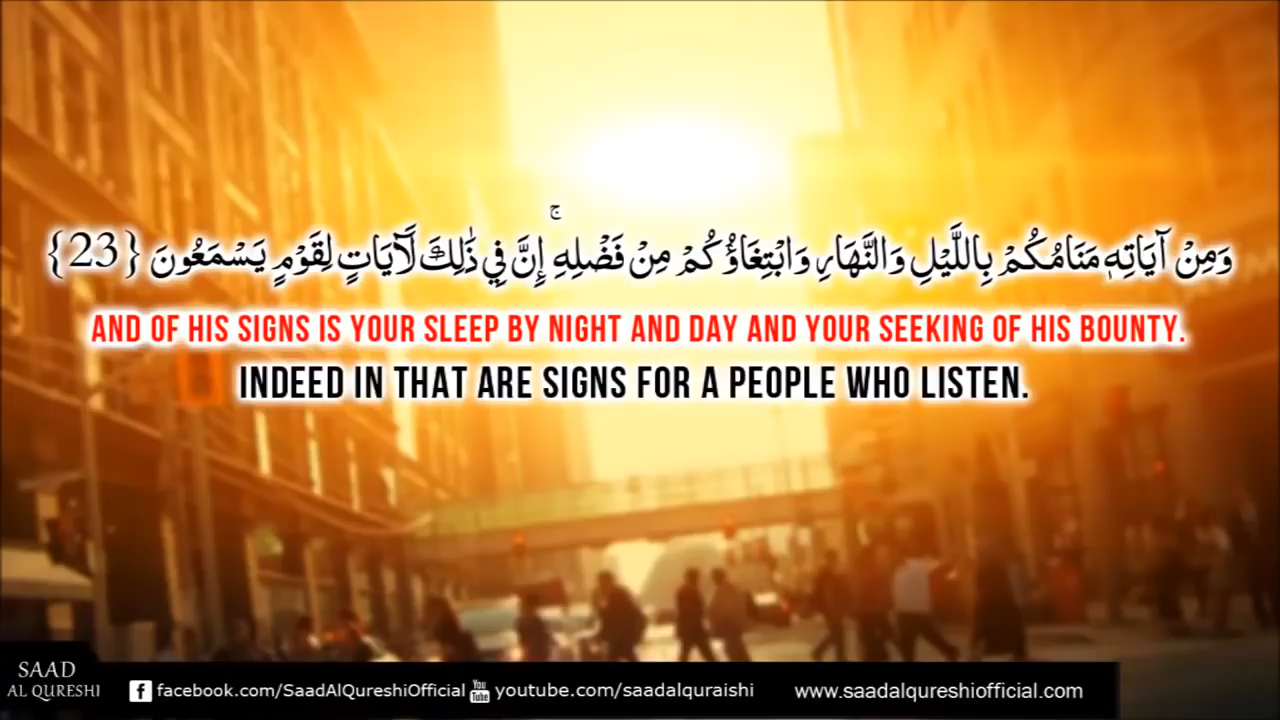 وَمِنْ آيَاتِهِ مَنَامُكُمْ بِاللَّيْلِ وَالنَّهَارِ وَابْتِغَاؤُكُمْ مِنْ فَضْلِهِ ۚ إِنَّ فِي ذَٰلِكَ لَآيَاتٍ لِقَوْمٍ يَسْمَعُونَ {23}
AND OF HIS SIGNS IS YOUR SLEEP BY NIGHT AND DAY AND YOUR SEEKING OF HIS BOUNTY.
INDEED IN THAT ARE SIGNS FOR A PEOPLE WHO LISTEN.
SAAD
AL QURESHI
f facebook.com/SaadAlQureshiOfficial You Tube youtube.com/saadalquraishi www.saadalqureshiofficial.com